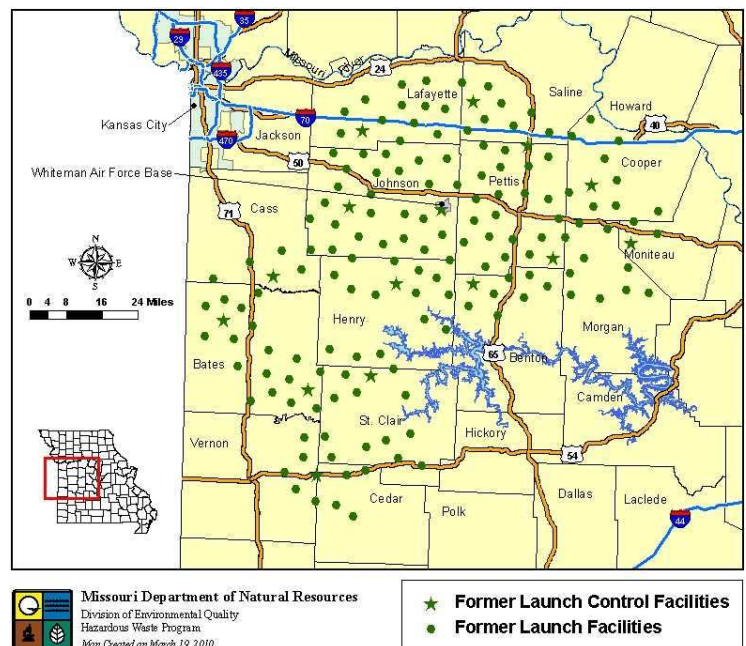 35
29
435
Missouri River
24
Lafayette
Saline
Howard
Kansas City
70
40
Jackson
470
Cooper
50
Whiteman Air Force Base
Johnson
Pettis
71
Cass
N
W E
S
Moniteau
0 4 8 16 24 Miles
Henry
Morgan
65
Benton
Bates
Camden
St. Clair
Hickory
Vernon
54
Cedar
Polk
Dallas
Laclede
44
Missouri Department of Natural Resources
Division of Environmental Quality
Hazardous Waste Program
Map Created on March 19, 2010
Former Launch Control Facilities
Former Launch Facilities